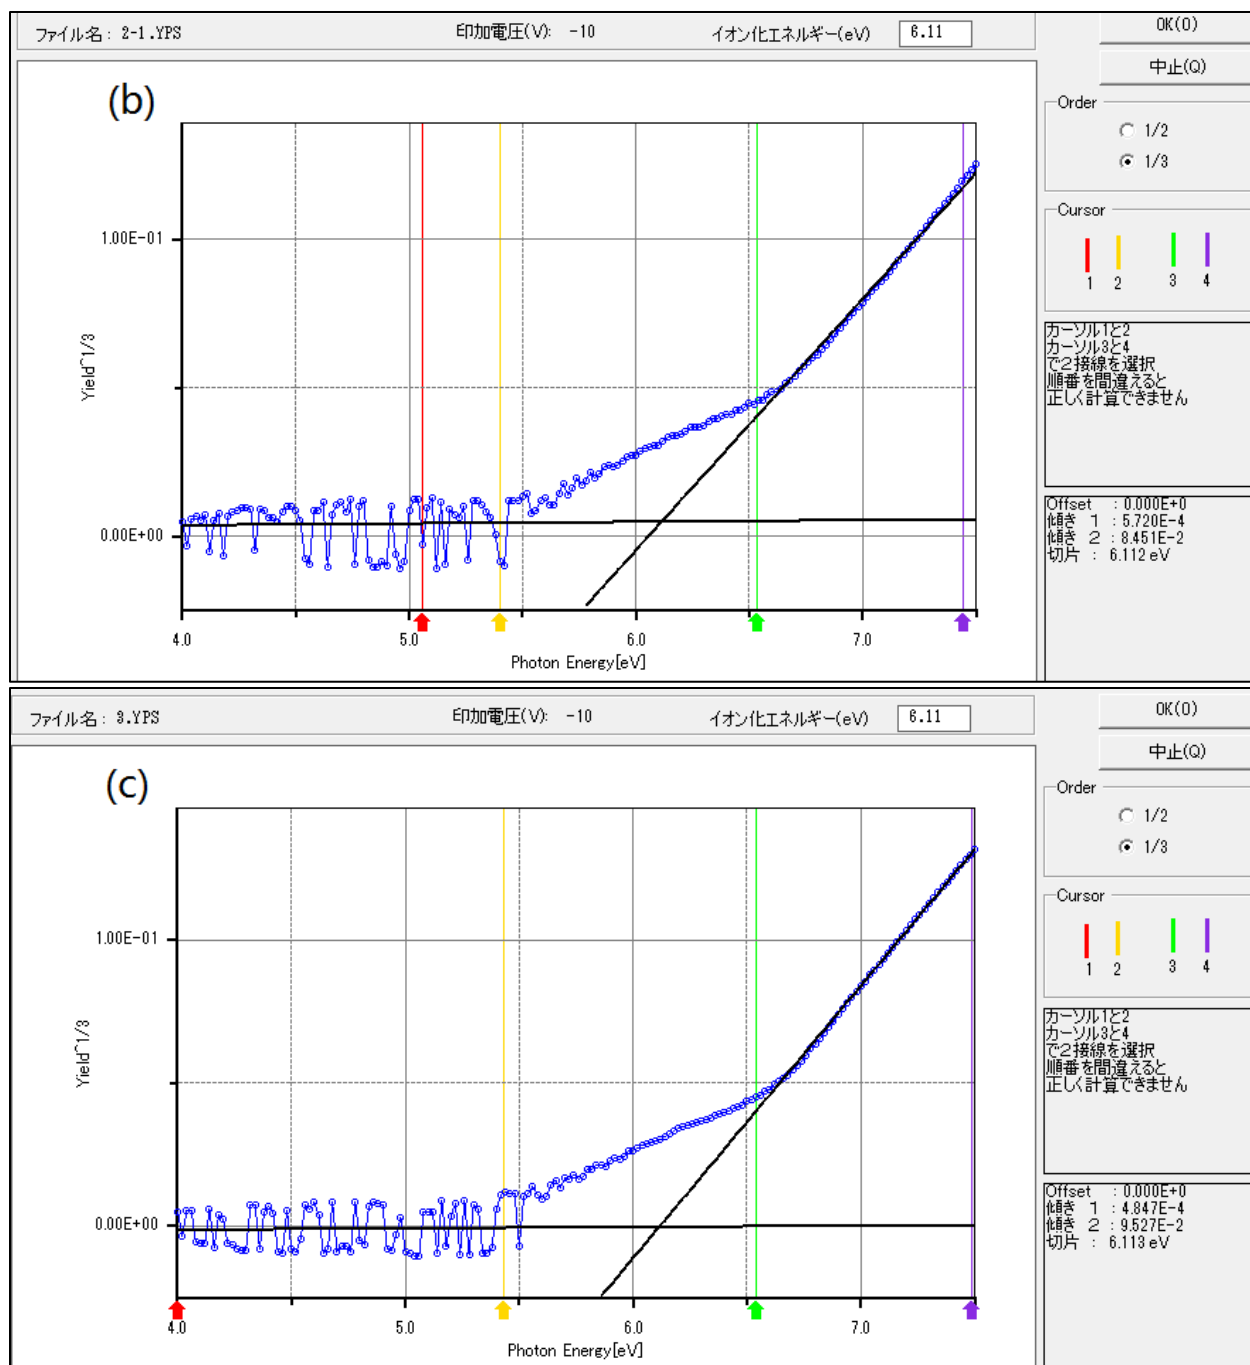 ファイル名: 2-1.YPS 印加電圧(V): -10 イオン化エネルギー(eV) 6.11
OK(O)
中止(Q)
(b)
Order
1/2
1/3
Cursor
1 2 3 4
カーソル1と2
カーソル3と4
で2接線を選択
順番を間違えると
正しく計算できません
Offset : 0.000E+0
傾き 1 : 5.720E-4
傾き 2 : 8.451E-2
切片 : 6.112 eV
1.00E-01
Yield^1/3
0.00E+00
4.0 5.0 6.0 7.0
Photon Energy[eV]
ファイル名: 3.YPS 印加電圧(V): -10 イオン化エネルギー(eV) 6.11
OK(O)
中止(Q)
(c)
Order
1/2
1/3
Cursor
1 2 3 4
カーソル1と2
カーソル3と4
で2接線を選択
順番を間違えると
正しく計算できません
Offset : 0.000E+0
傾き 1 : 4.847E-4
傾き 2 : 9.527E-2
切片 : 6.113 eV
1.00E-01
Yield^1/3
0.00E+00
4.0 5.0 6.0 7.0
Photon Energy[eV]